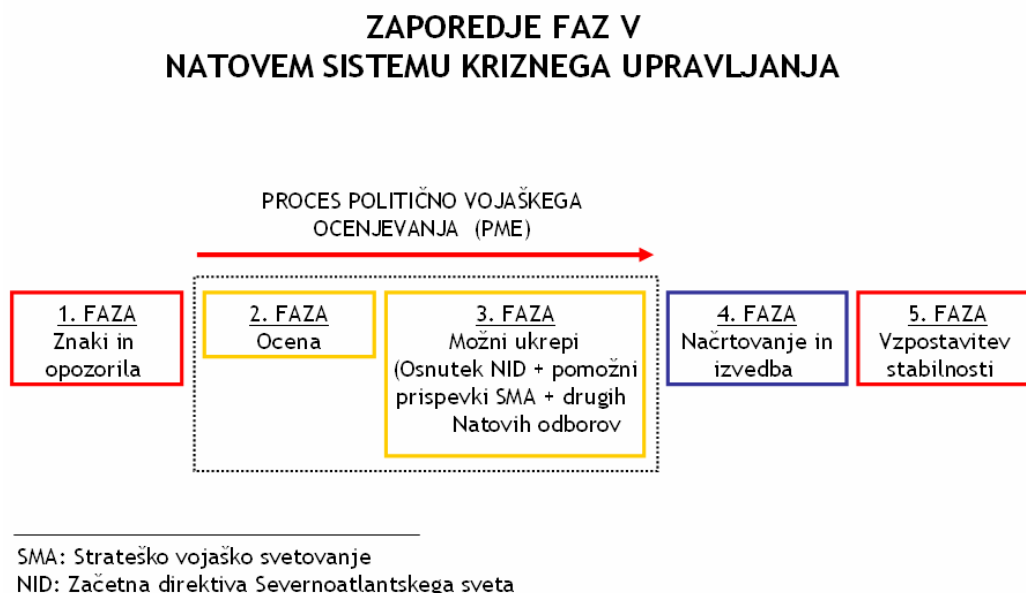 ZAPOREDJE FAZ V
NATOVEM SISTEMU KRIZNEGA UPRAVLJANJA
PROCES POLITIČNO VOJAŠKEGA
OCENJEVANJA (PME)
1. FAZA
Znaki in
opozorila
2. FAZA
Ocena
3. FAZA
Možni ukrepi
(Osnutek NID + pomožni
prispevki SMA + drugih
Natovih odborov
4. FAZA
Načrtovanje in
izvedba
5. FAZA
Vzpostavitev
stabilnosti
SMA: Strateško vojaško svetovanje
NID: Začetna direktiva Severnoatlantskega sveta